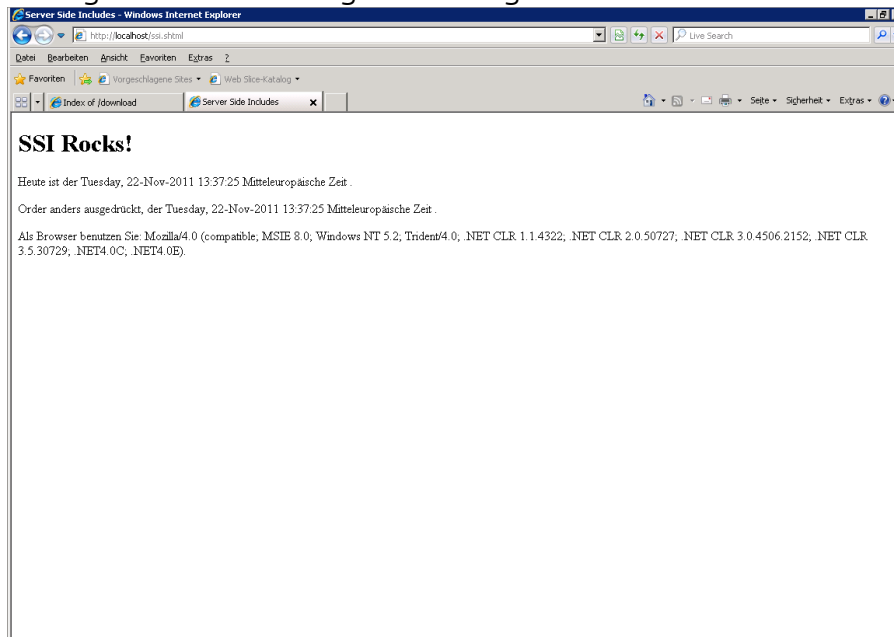 Server Side Includes - Windows Internet Explorer
http://localhost/ssi.shtml
Live Search
Datei Bearbeiten Ansicht Favoriten Extras ?
Favoriten Vorgeschlagene Sites Web Slice-Katalog
Index of /download Server Side Includes x Seite Sicherheit Extras
SSI Rocks!
Heute ist der Tuesday, 22-Nov-2011 13:37:25 Mitteleuropäische Zeit .
Order anders ausgedrückt, der Tuesday, 22-Nov-2011 13:37:25 Mitteleuropäische Zeit .
Als Browser benutzen Sie: Mozilla/4.0 (compatible; MSIE 8.0; Windows NT 5.2; Trident/4.0; .NET CLR 1.1.4322; .NET CLR 2.0.50727; .NET CLR 3.0.4506.2152; .NET CLR
3.5.30729; .NET4.0C; .NET4.0E).